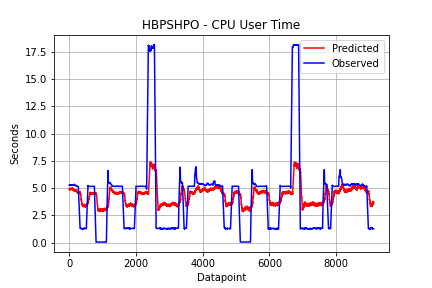 HBPSHPO - CPU User Time
Predicted
Observed
17.5
15.0
12.5
10.0
7.5
5.0
2.5
0.0
Seconds
0
2000
4000
6000
8000
Datapoint